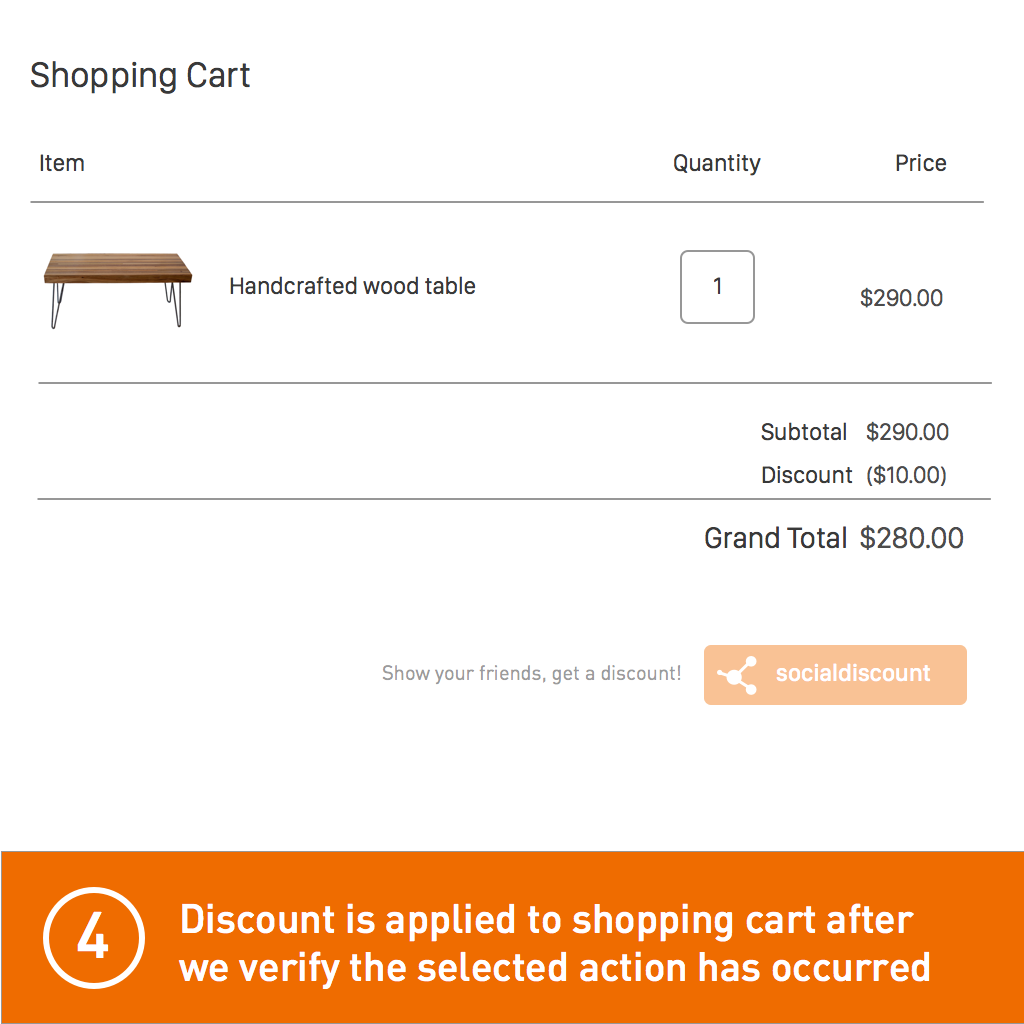 Shopping Cart
Item Quantity Price
Handcrafted wood table 1 $290.00
Subtotal $290.00
Discount ($10.00)
Grand Total $280.00
Show your friends, get a discount! socialdiscount
4 Discount is applied to shopping cart after
we verify the selected action has occurred